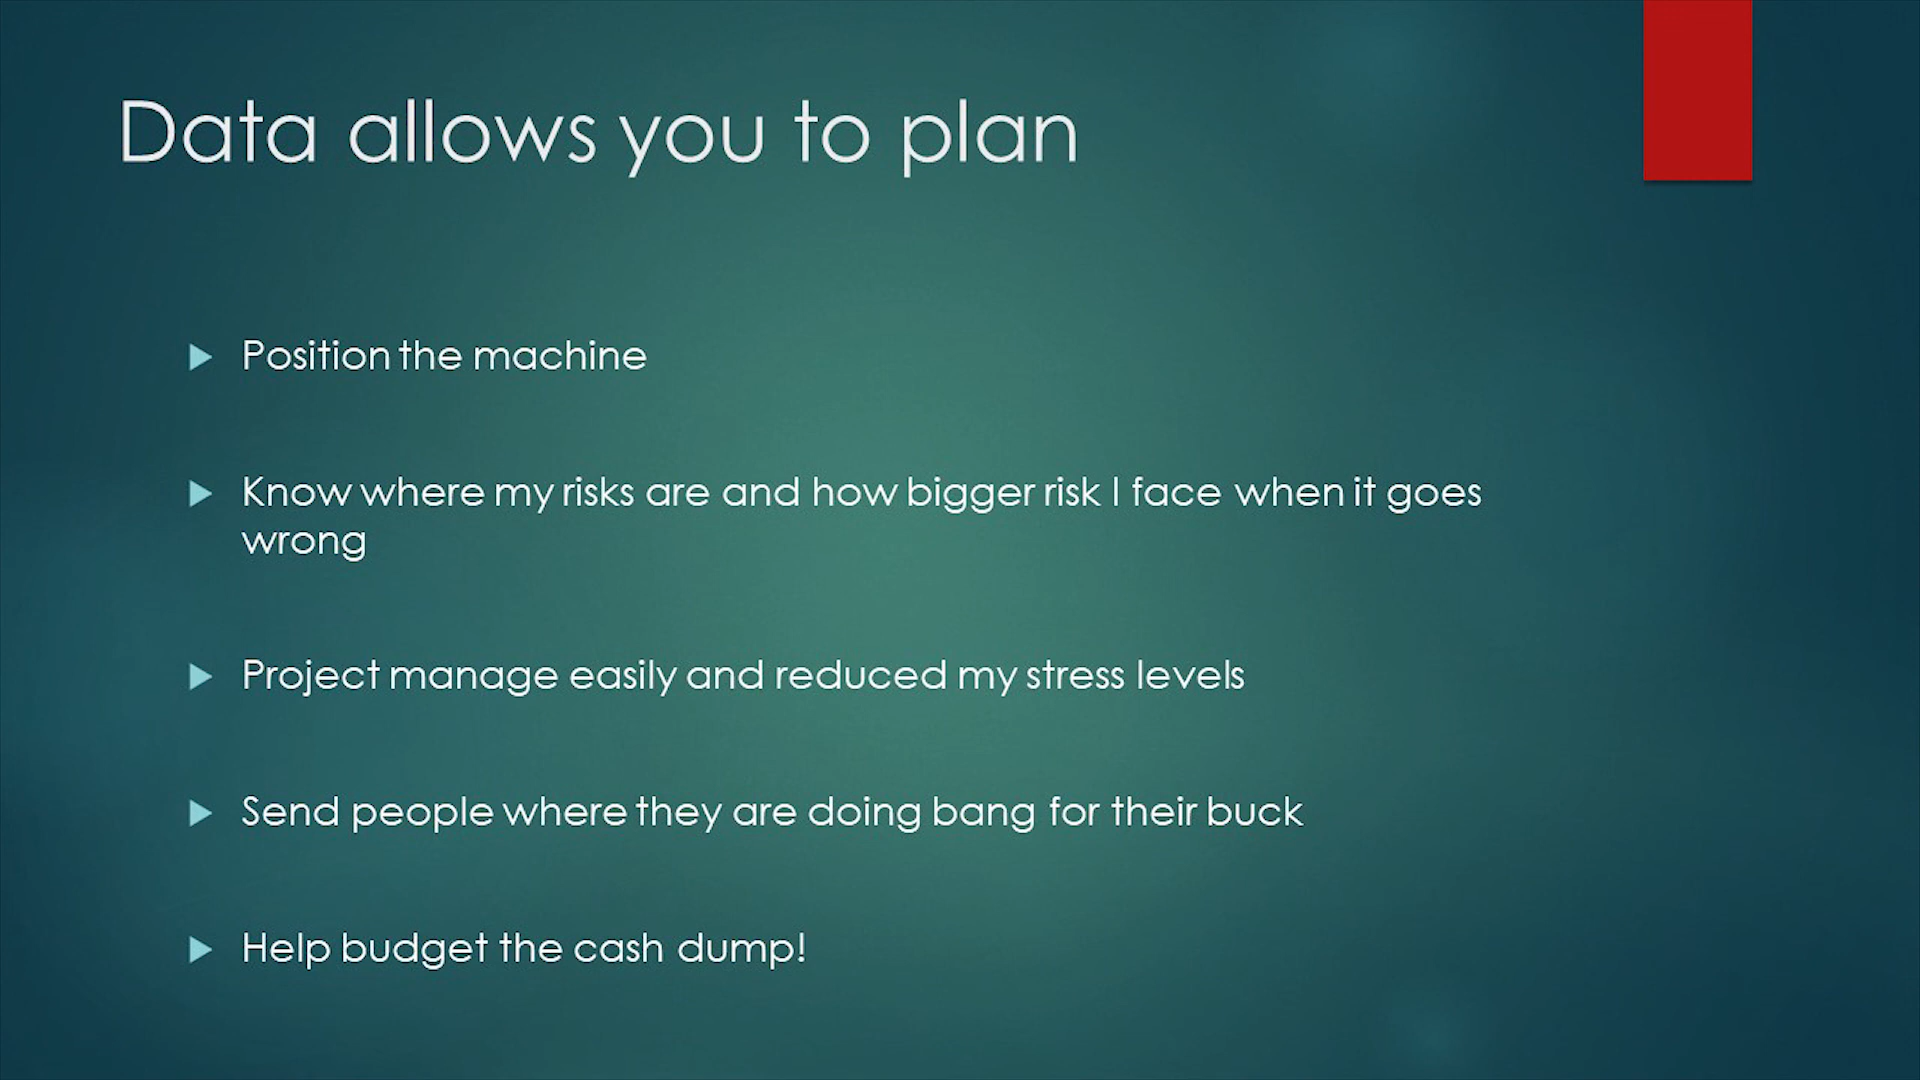 Data allows you to plan
Position the machine
Know where my risks are and how bigger risk I face when it goes
wrong
Project manage easily and reduced my stress levels
Send people where they are doing bang for their buck
Help budget the cash dump!